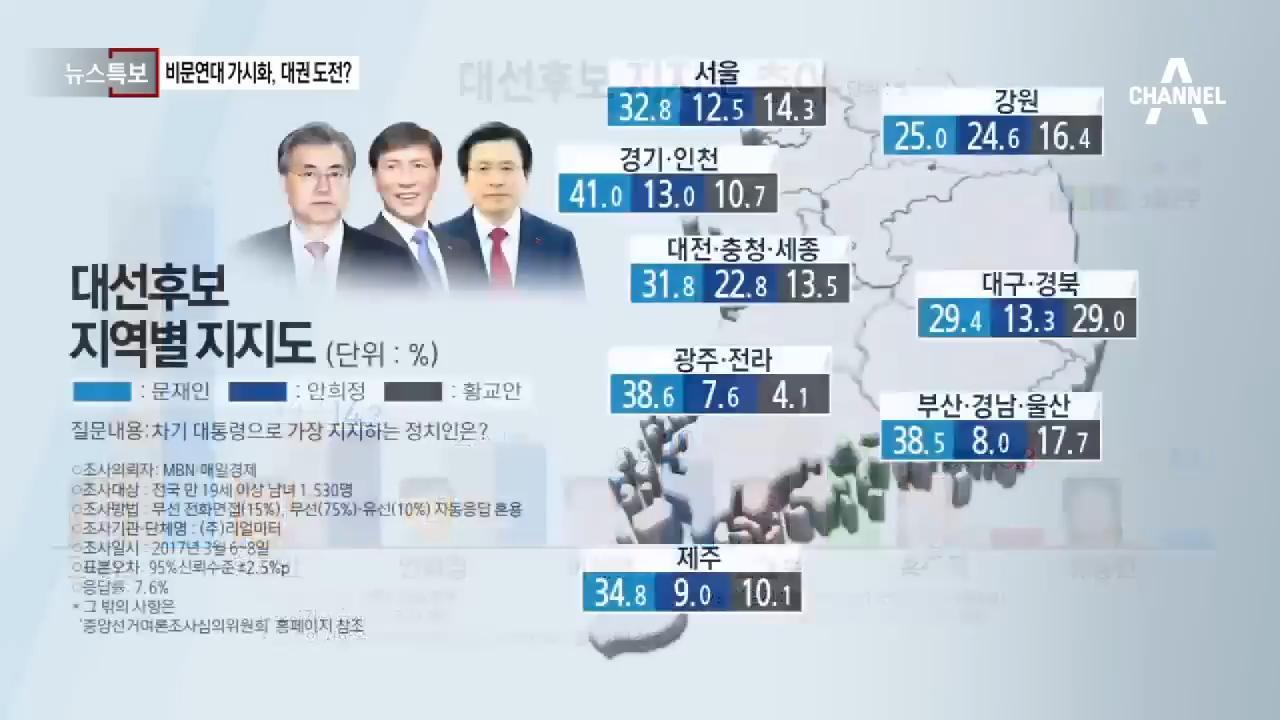 뉴스특보 비문연대 가시화, 대권 도전?
CHANNEL A
대선후보
지역별 지지도 (단위 : %)
: 문재인 : 안희정 : 황교안
질문내용:차기 대통령으로 가장 지지하는 정치인은?
○조사의뢰자: MBN·매일경제
○조사대상 : 전국 만 19세 이상 남녀 1,530명
○조사방법 : 무선 전화면접(15%), 무선(75%)·유선(10%) 자동응답 혼용
○조사기관·단체명 : (주)리얼미터
○조사일시 : 2017년 3월 6~8일
○표본오차: 95%신뢰수준 ±2.5%p
○응답률: 7.6%
* 그 밖의 사항은
'중앙선거여론조사심의위원회' 홈페이지 참조
서울
32.8 12.5 14.3
강원
25.0 24.6 16.4
경기·인천
41.0 13.0 10.7
대전·충청·세종
31.8 22.8 13.5
대구·경북
29.4 13.3 29.0
광주·전라
38.6 7.6 4.1
부산·경남·울산
38.5 8.0 17.7
제주
34.8 9.0 10.1